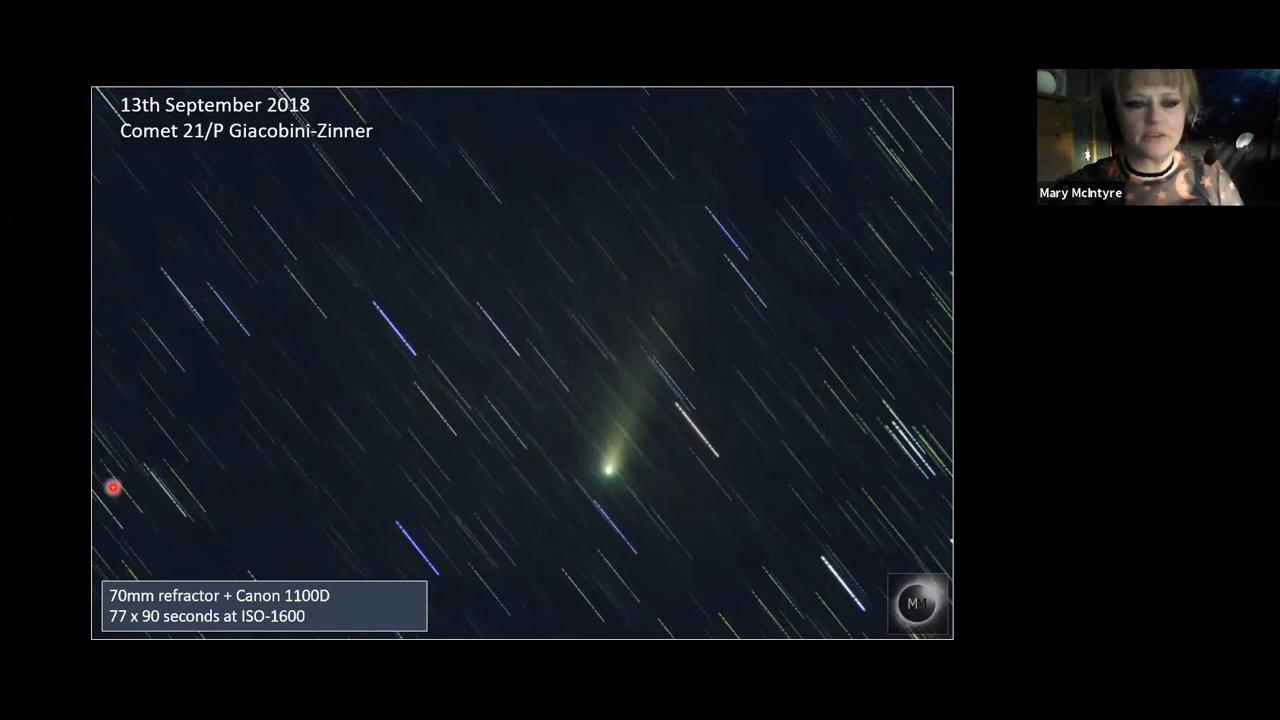 13th September 2018
Comet 21/P Giacobini-Zinner
Mary McIntyre
70mm refractor + Canon 1100D
77 x 90 seconds at ISO-1600
MM